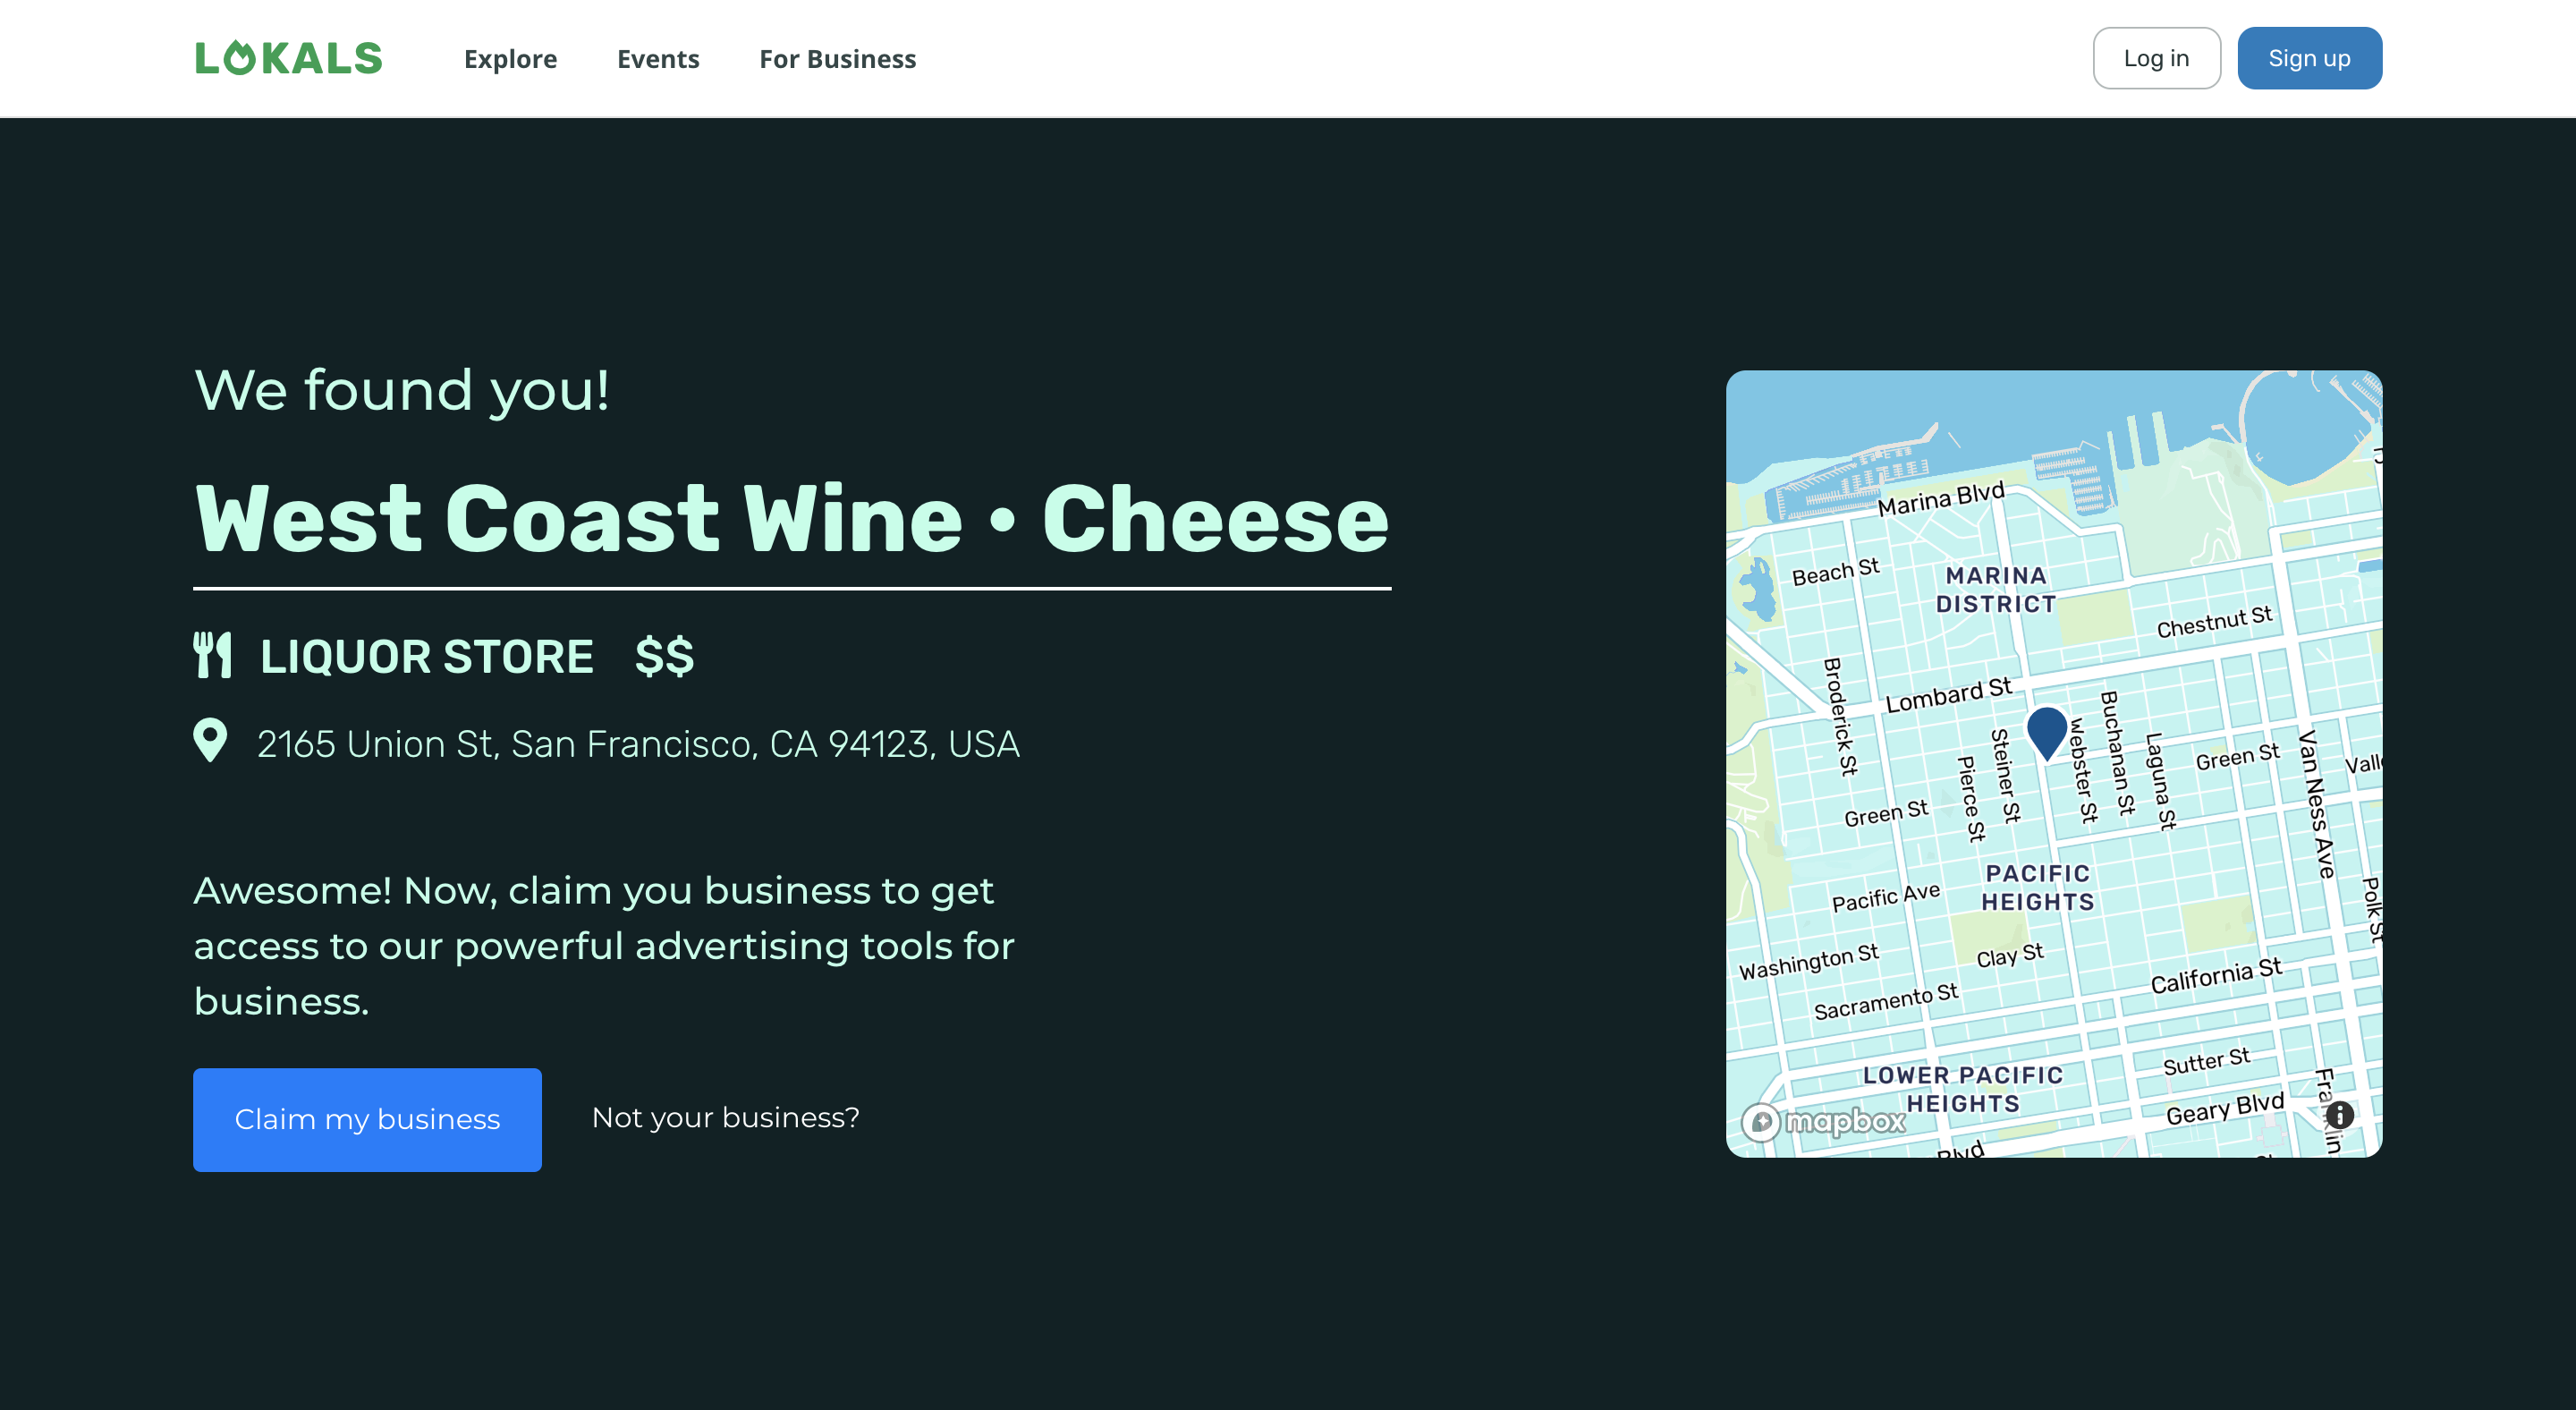 LOKALS
Explore
Events
For Business
Log in
Sign up
We found you!
West Coast Wine • Cheese
LIQUOR STORE $$
2165 Union St, San Francisco, CA 94123, USA
Awesome! Now, claim you business to get
access to our powerful advertising tools for
business.
Claim my business
Not your business?
Marina Blvd
Beach St
MARINA
DISTRICT
Chestnut St
Lombard St
Broderick St
Buchanan St
Webster St
Steiner St
Laguna St
Pierce St
Green St
Van Ness Ave
Green St
PACIFIC
HEIGHTS
Pacific Ave
Polk St
Washington St
Clay St
California St
Sacramento St
Sutter St
LOWER PACIFIC
HEIGHTS
Geary Blvd
Franklin
mapbox
Blvd